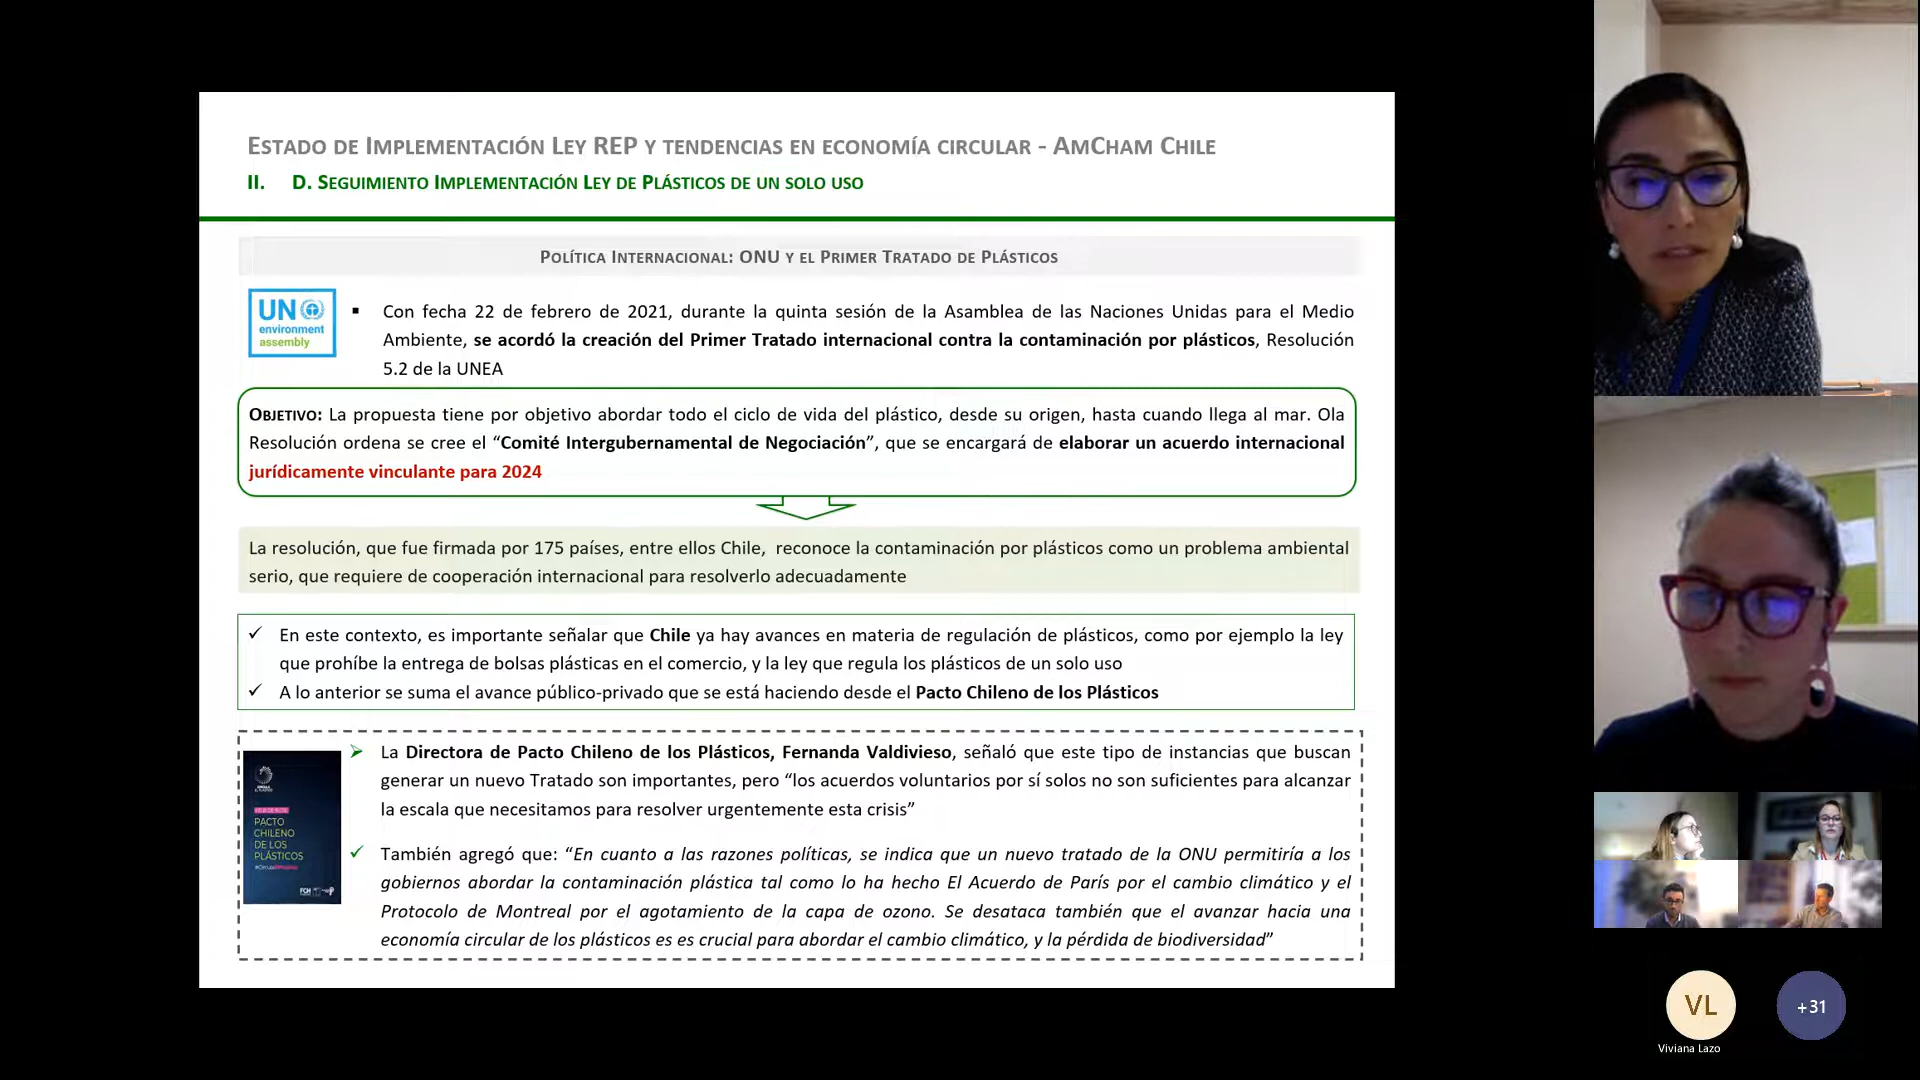 Estado de Implementación Ley REP y tendencias en economía circular - AmCham Chile
II. D. Seguimiento Implementación Ley de Plásticos de un solo uso
Política Internacional: ONU y el Primer Tratado de Plásticos
UN
environment
assembly
▪ Con fecha 22 de febrero de 2021, durante la quinta sesión de la Asamblea de las Naciones Unidas para el Medio
Ambiente, se acordó la creación del Primer Tratado internacional contra la contaminación por plásticos, Resolución
5.2 de la UNEA
Objetivo: La propuesta tiene por objetivo abordar todo el ciclo de vida del plástico, desde su origen, hasta cuando llega al mar. Ola
Resolución ordena se cree el “Comité Intergubernamental de Negociación”, que se encargará de elaborar un acuerdo internacional
jurídicamente vinculante para 2024
La resolución, que fue firmada por 175 países, entre ellos Chile, reconoce la contaminación por plásticos como un problema ambiental
serio, que requiere de cooperación internacional para resolverlo adecuadamente
✓ En este contexto, es importante señalar que Chile ya hay avances en materia de regulación de plásticos, como por ejemplo la ley
que prohíbe la entrega de bolsas plásticas en el comercio, y la ley que regula los plásticos de un solo uso
✓ A lo anterior se suma el avance público-privado que se está haciendo desde el Pacto Chileno de los Plásticos
PACTO
CHILENO
DE LOS
PLÁSTICOS
FCH
➢ La Directora de Pacto Chileno de los Plásticos, Fernanda Valdivieso, señaló que este tipo de instancias que buscan
generar un nuevo Tratado son importantes, pero “los acuerdos voluntarios por sí solos no son suficientes para alcanzar
la escala que necesitamos para resolver urgentemente esta crisis”
✓ También agregó que: “En cuanto a las razones políticas, se indica que un nuevo tratado de la ONU permitiría a los
gobiernos abordar la contaminación plástica tal como lo ha hecho El Acuerdo de París por el cambio climático y el
Protocolo de Montreal por el agotamiento de la capa de ozono. Se desataca también que el avanzar hacia una
economía circular de los plásticos es es crucial para abordar el cambio climático, y la pérdida de biodiversidad”
VL
+31
Viviana Lazo